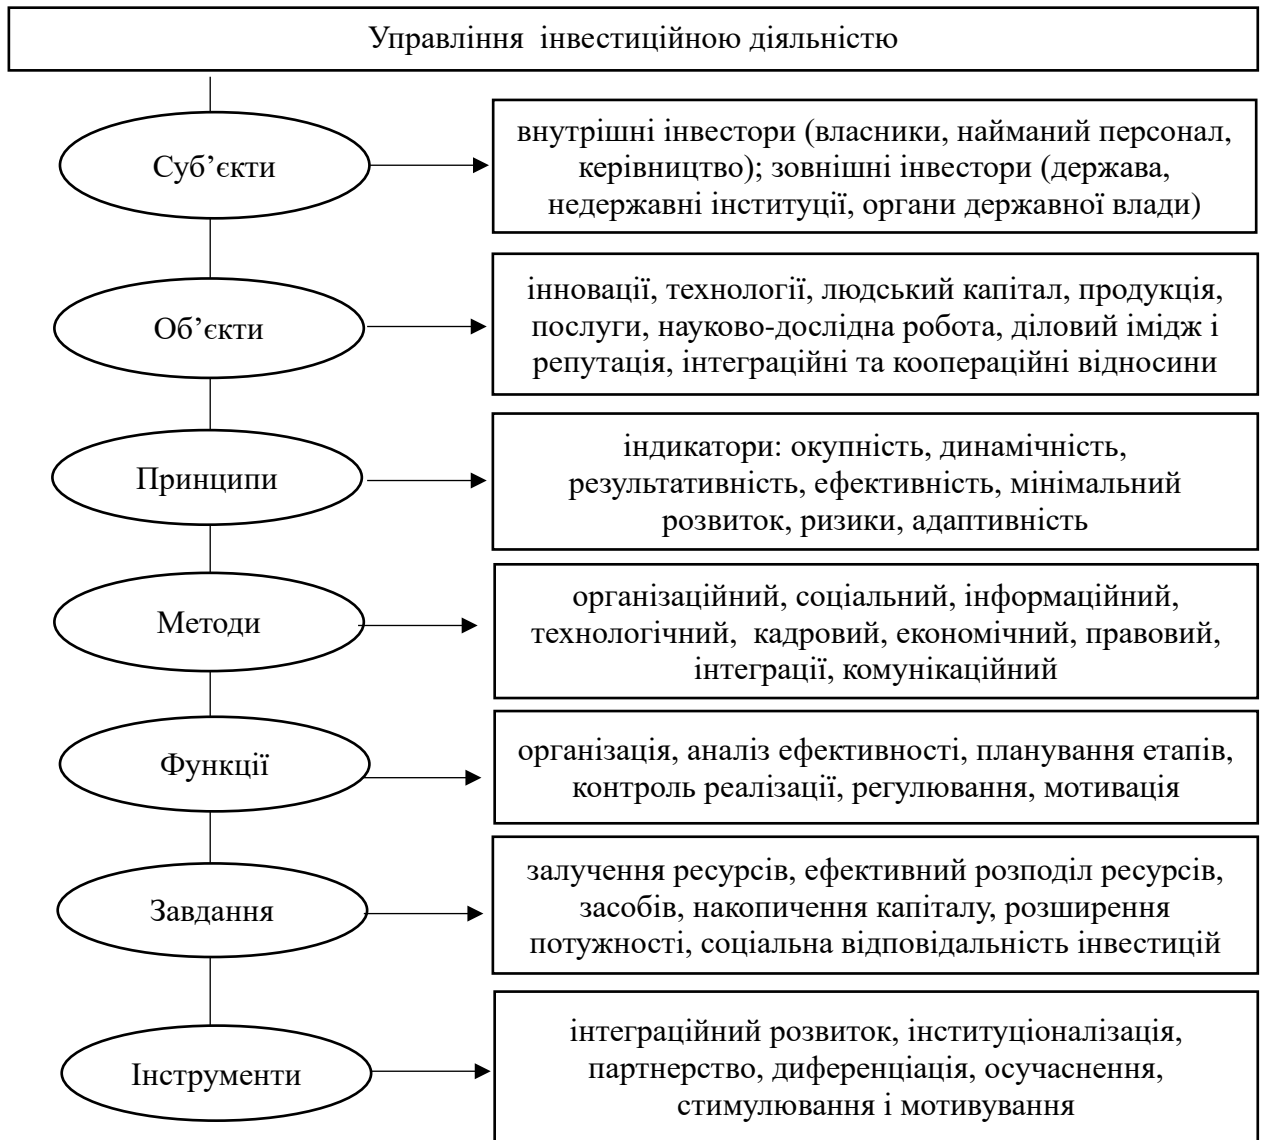 Управління інвестиційною діяльністю
Суб’єкти
внутрішні інвестори (власники, найманий персонал,
керівництво); зовнішні інвестори (держава,
недержавні інституції, органи державної влади)
Об’єкти
інновації, технології, людський капітал, продукція,
послуги, науково-дослідна робота, діловий імідж і
репутація, інтеграційні та коопераційні відносини
Принципи
індикатори: окупність, динамічність,
результативність, ефективність, мінімальний
розвиток, ризики, адаптивність
Методи
організаційний, соціальний, інформаційний,
технологічний, кадровий, економічний, правовий,
інтеграції, комунікаційний
Функції
організація, аналіз ефективності, планування етапів,
контроль реалізації, регулювання, мотивація
Завдання
залучення ресурсів, ефективний розподіл ресурсів,
засобів, накопичення капіталу, розширення
потужності, соціальна відповідальність інвестицій
Інструменти
інтеграційний розвиток, інституціоналізація,
партнерство, диференціація, осучаснення,
стимулювання і мотивування